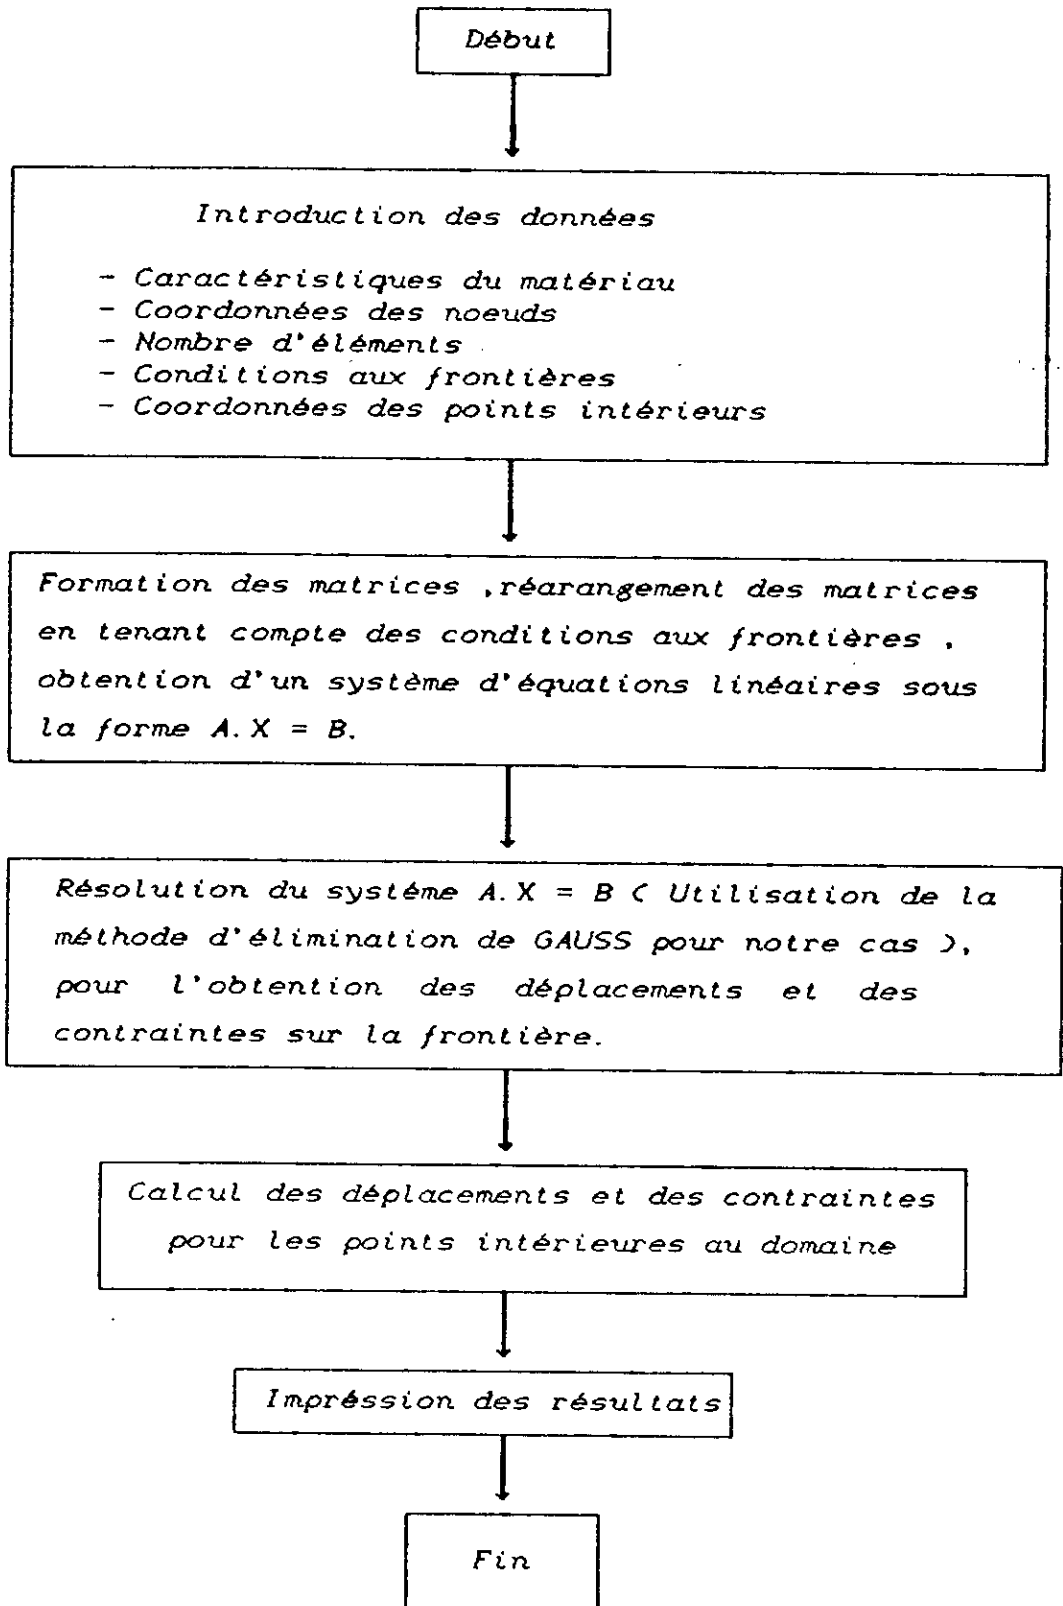 Début
Introduction des données
- Caractéristiques du matèriau
- Coordonnées des noeuds
- Nombre d'éléments
- Conditions aux frontières
- Coordonnées des points intérieurs
Formation des matrices ,réarangement des matrices
en tenant compte des conditions aux frontières ,
obtention d'un système d'équations linéaires sous
la forme A.X = B.
Résolution du systéme A.X = B ( Utilisation de la
méthode d'élimination de GAUSS pour notre cas ),
pour l'obtention des déplacements et des
contraintes sur la frontière.
Calcul des déplacements et des contraintes
pour les points intérieures au domaine
Impréssion des résultats
Fin